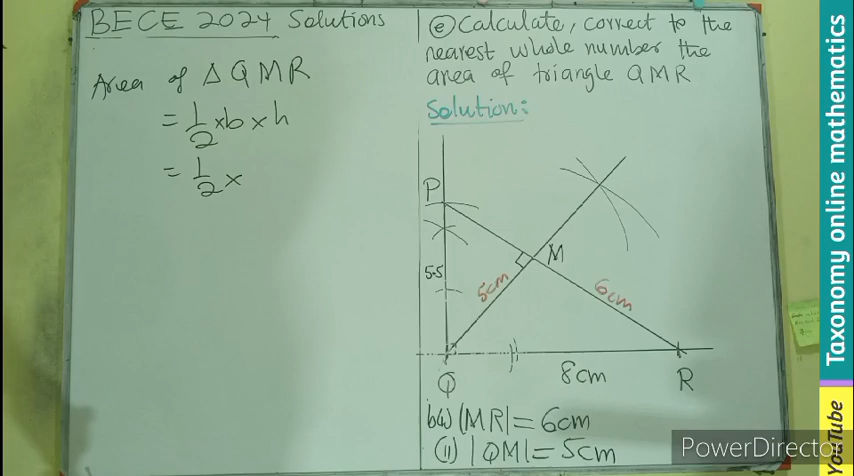 BECE 2024 Solutions
Area of Δ QMR
= 1/2 × b × h
= 1/2 ×
(e) Calculate, correct to the
nearest whole number the
area of triangle QMR
Solution:
P
M
5.5
5cm
6cm
Q
8cm
R
b(i) |MR| = 6cm
(ii) |QM| = 5cm
PowerDirector
Taxonomy online mathematics
YouTube